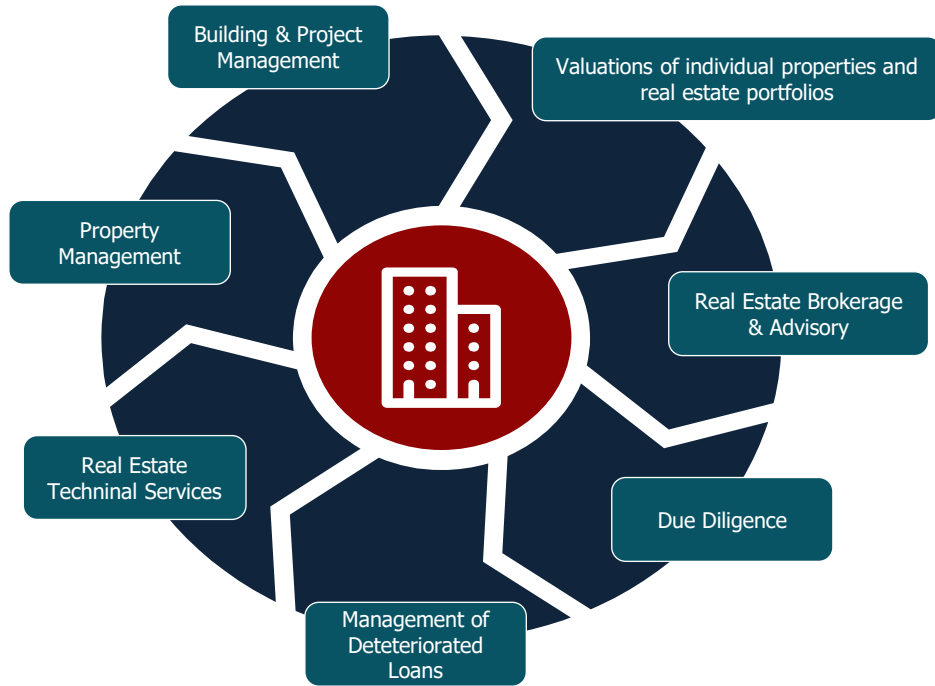 Building & Project
Management
Valuations of individual properties and
real estate portfolios
Property
Management
Real Estate Brokerage
& Advisory
Real Estate
Techninal Services
Due Diligence
Management of
Deteteriorated
Loans